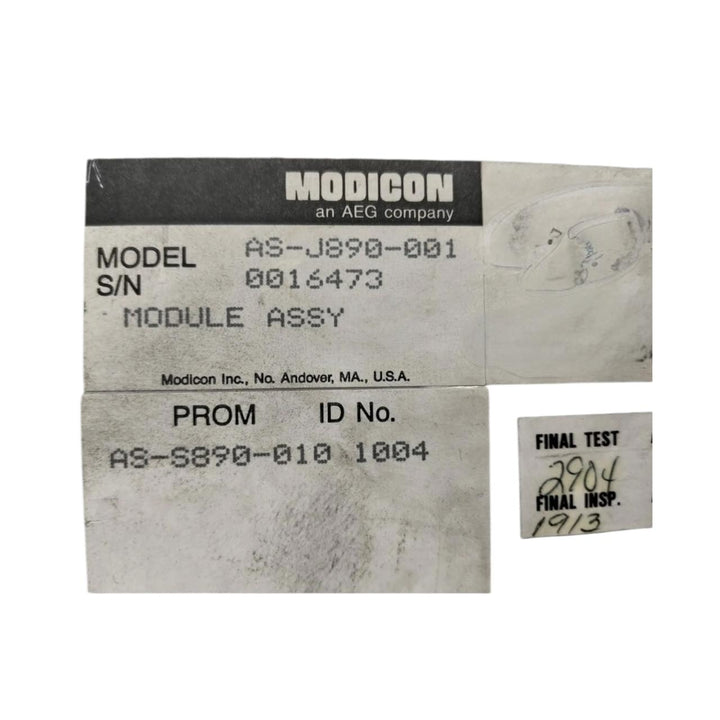 MODICON
an AEG company
MODEL AS-J890-001
S/N 0016473
MODULE ASSY
Modicon Inc., No. Andover, MA., U.S.A.
PROM ID No.
AS-S890-010 1004
FINAL TEST
2904
FINAL INSP.
1913